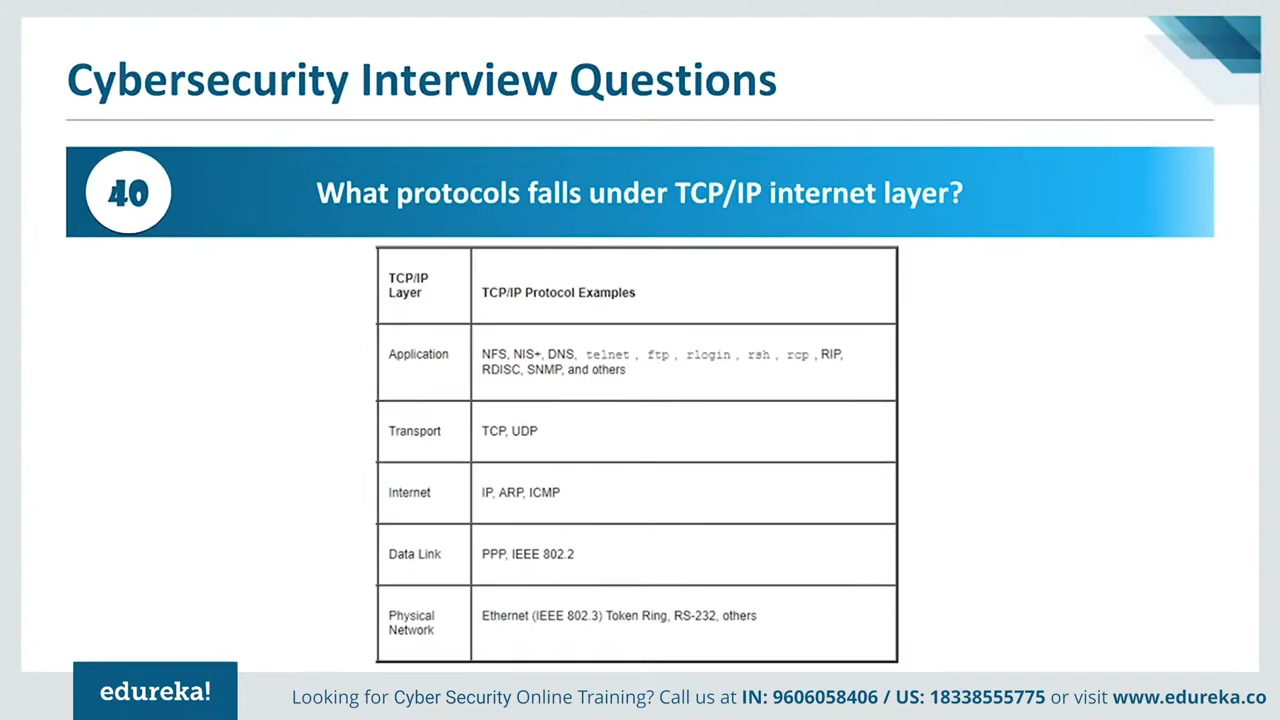 Cybersecurity Interview Questions
40
What protocols falls under TCP/IP internet layer?
TCP/IP
Layer
TCP/IP Protocol Examples
Application
NFS, NIS+, DNS, telnet , ftp , rlogin , rsh , rcp , RIP,
RDISC, SNMP, and others
Transport
TCP, UDP
Internet
IP, ARP, ICMP
Data Link
PPP, IEEE 802.2
Physical
Network
Ethernet (IEEE 802.3) Token Ring, RS-232, others
edureka!
Looking for Cyber Security Online Training? Call us at IN: 9606058406 / US: 18338555775 or visit www.edureka.co